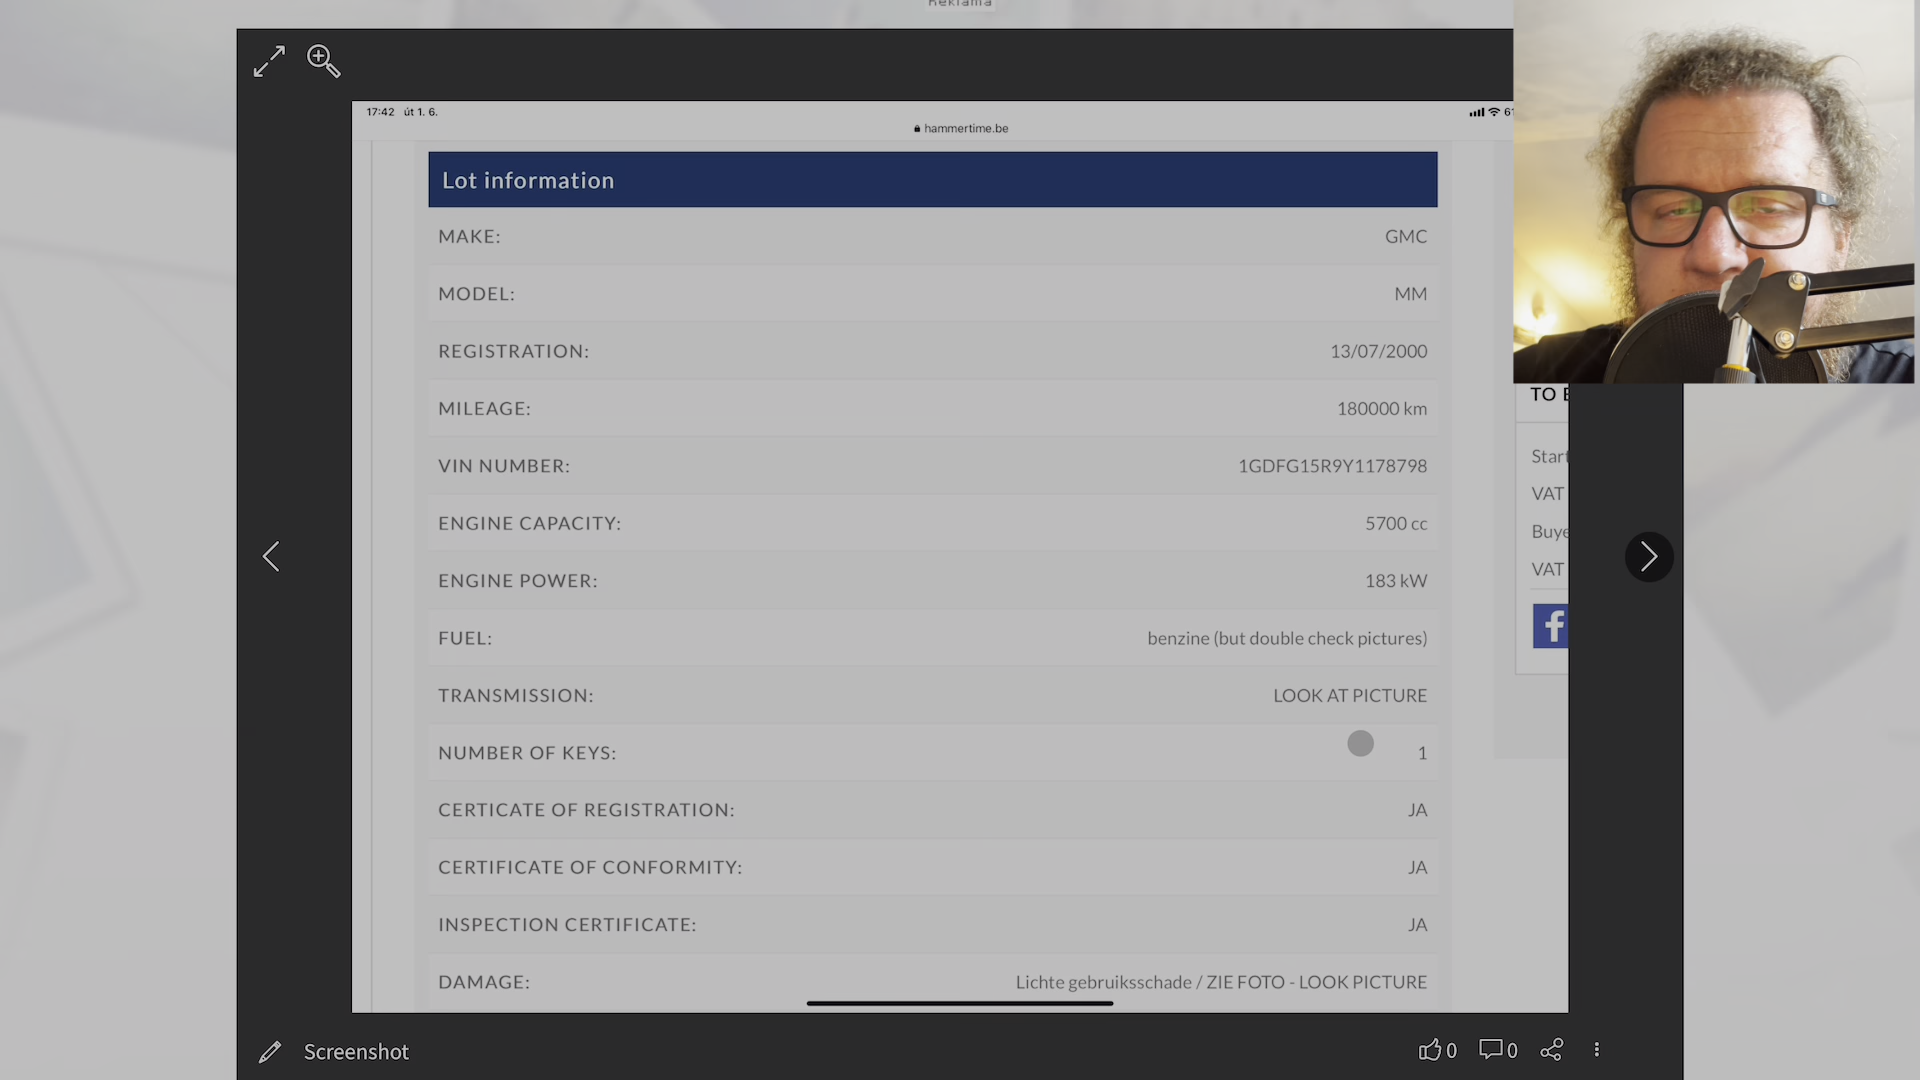 Reklama
17:42 út 1. 6.
hammertime.be
61
Lot information
MAKE: GMC
MODEL: MM
REGISTRATION: 13/07/2000
MILEAGE: 180000 km
VIN NUMBER: 1GDFG15R9Y1178798
ENGINE CAPACITY: 5700 cc
ENGINE POWER: 183 kW
FUEL: benzine (but double check pictures)
TRANSMISSION: LOOK AT PICTURE
NUMBER OF KEYS: 1
CERTICATE OF REGISTRATION: JA
CERTIFICATE OF CONFORMITY: JA
INSPECTION CERTIFICATE: JA
DAMAGE: Lichte gebruiksschade / ZIE FOTO - LOOK PICTURE
TO
Start
VAT
Buye
VAT
Screenshot
0
0